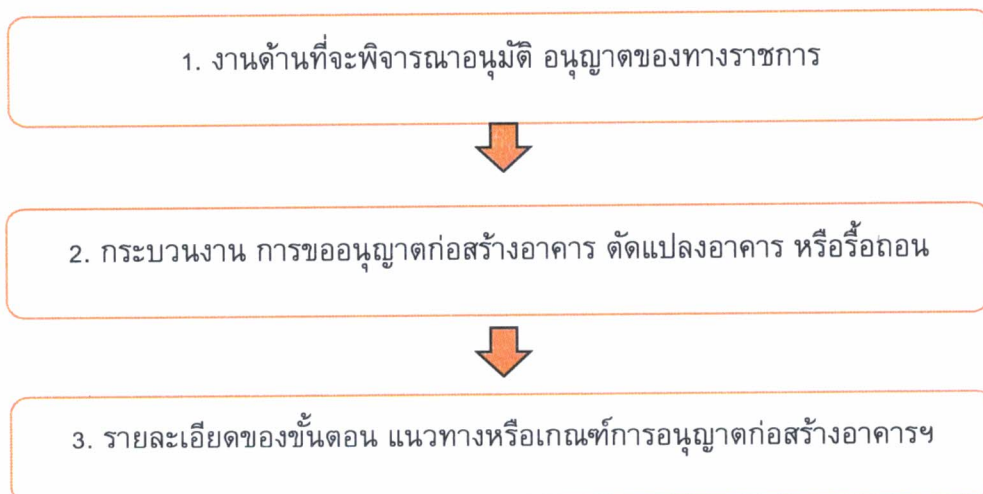 1. งานด้านที่จะพิจารณาอนุมัติ อนุญาตของทางราชการ
2. กระบวนงาน การขออนุญาตก่อสร้างอาคาร ตัดแปลงอาคาร หรือรื้อถอน
3. รายละเอียดของขั้นตอน แนวทางหรือเกณฑ์การอนุญาตก่อสร้างอาคารฯ